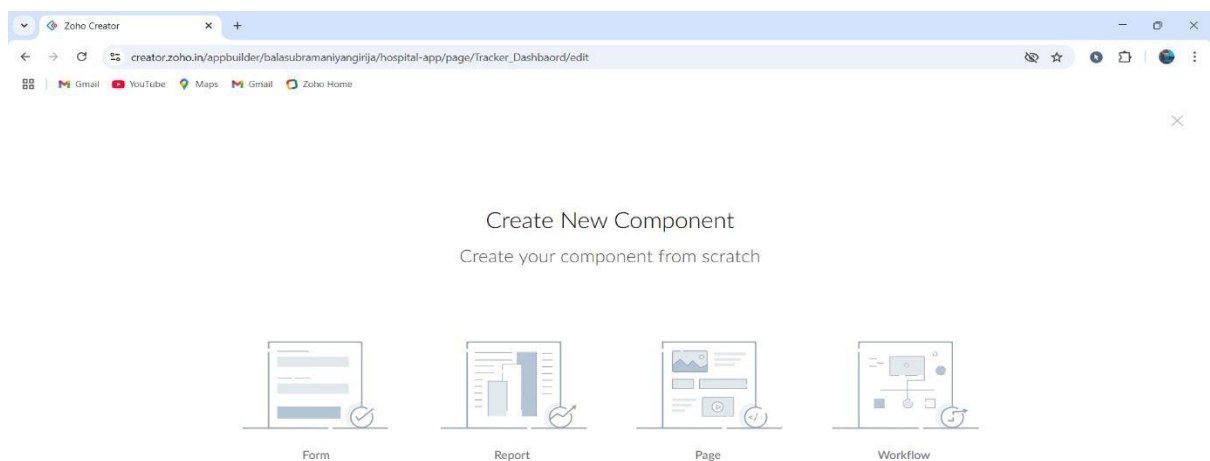 Zoho Creator
creator.zoho.in/appbuilder/balasubramaniyangirija/hospital-app/page/Tracker_Dashbaord/edit
Gmail YouTube Maps Gmail Zoho Home
Create New Component
Create your component from scratch
Form Report Page Workflow